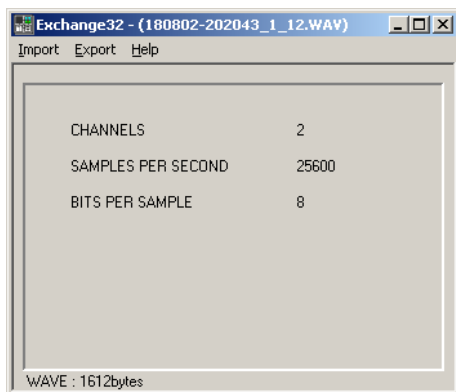 Exchange32 - (180802-202043_1_12.WAV)
Import Export Help
CHANNELS 2
SAMPLES PER SECOND 25600
BITS PER SAMPLE 8
WAVE : 1612bytes